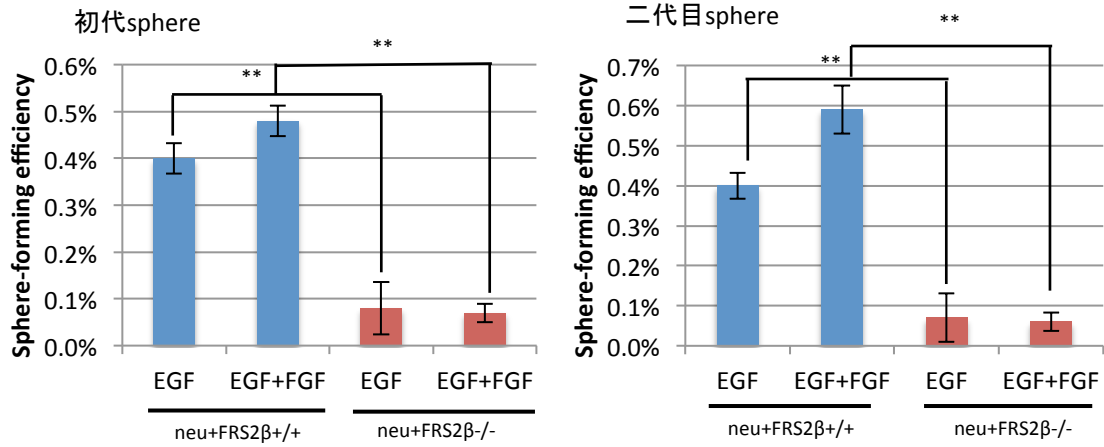 初代sphere
**
**
Sphere-forming efficiency
0.6%
0.5%
0.4%
0.3%
0.2%
0.1%
0.0%
EGF EGF+FGF EGF EGF+FGF
neu+FRS2β+/+ neu+FRS2β-/-
二代目sphere
**
**
Sphere-forming efficiency
0.7%
0.6%
0.5%
0.4%
0.3%
0.2%
0.1%
0.0%
EGF EGF+FGF EGF EGF+FGF
neu+FRS2β+/+ neu+FRS2β-/-